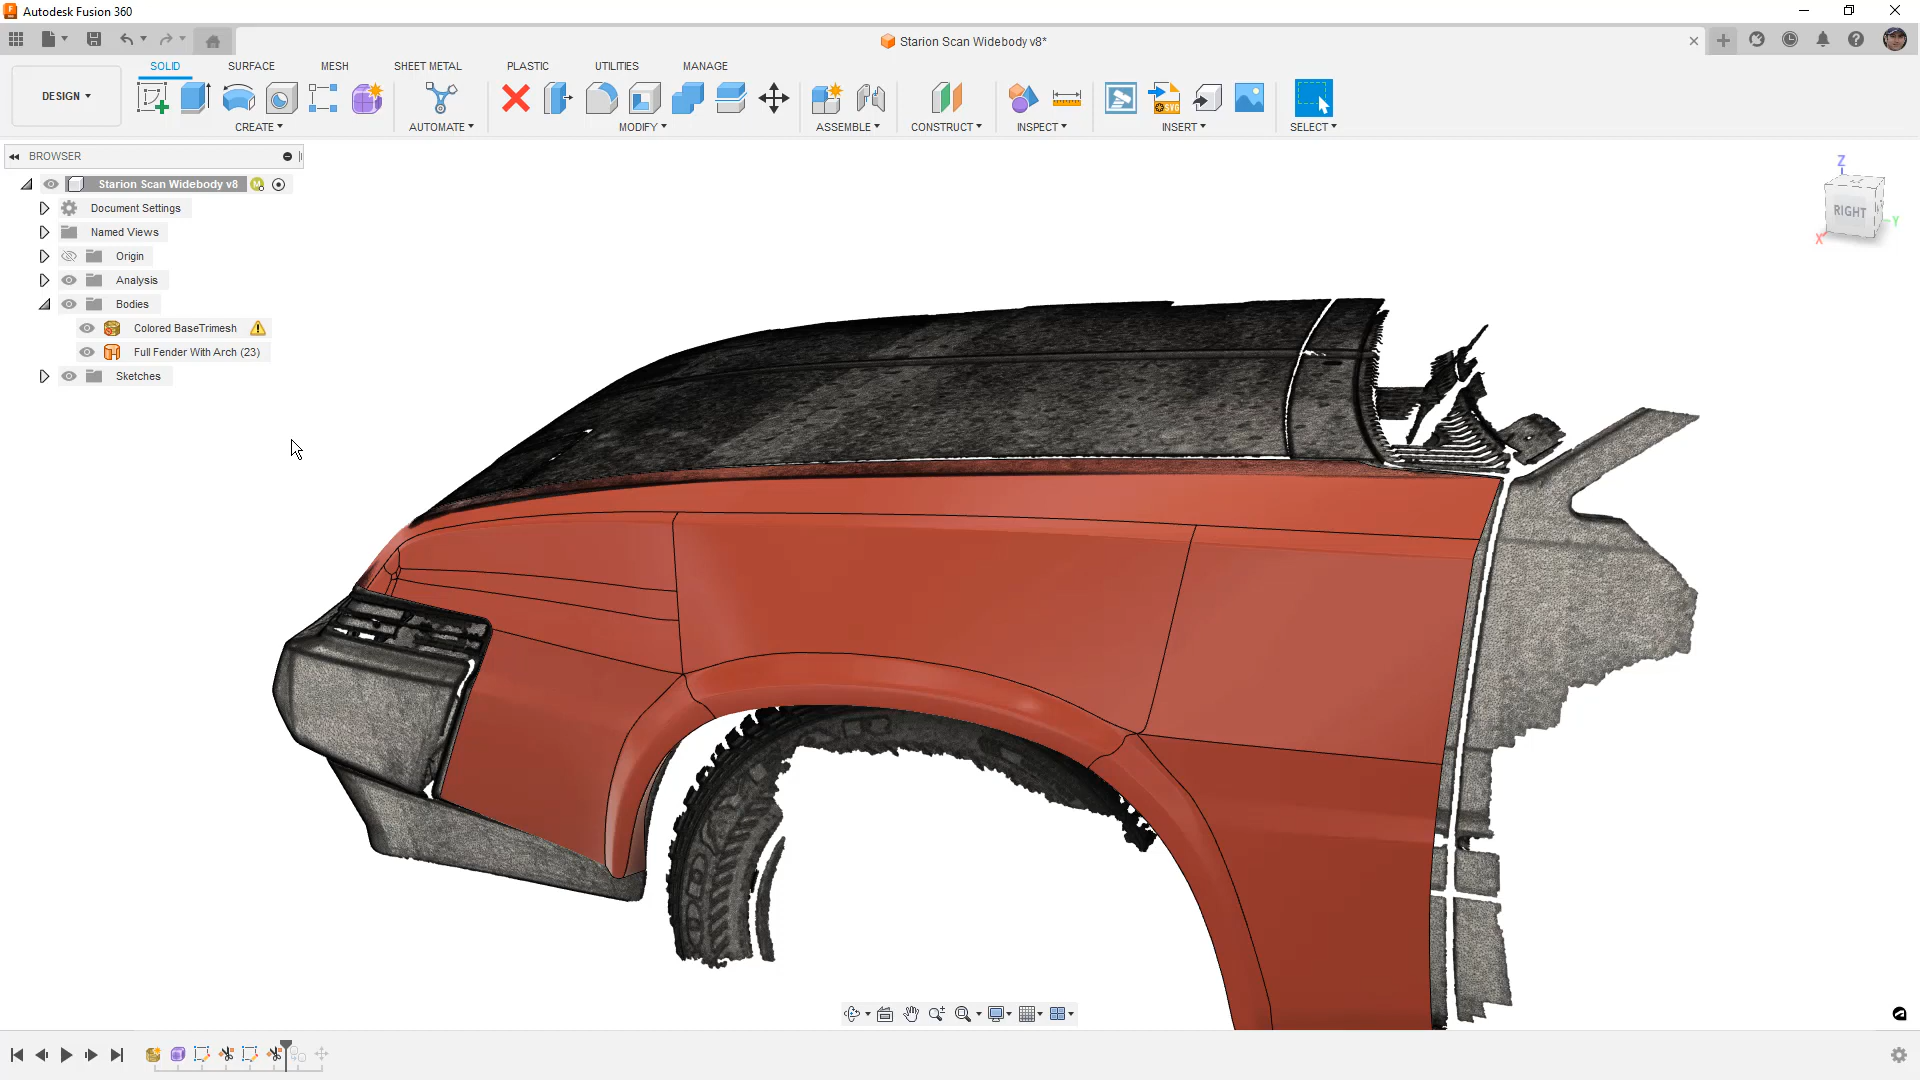 Autodesk Fusion 360
Starion Scan Widebody v8*
DESIGN
SOLID
SURFACE
MESH
SHEET METAL
PLASTIC
UTILITIES
MANAGE
CREATE
AUTOMATE
MODIFY
ASSEMBLE
CONSTRUCT
INSPECT
SVG
INSERT
SELECT
BROWSER
Starion Scan Widebody v8
Document Settings
Named Views
Origin
Analysis
Bodies
Colored BaseTrimesh
Full Fender With Arch (23)
Sketches
Z
RIGHT
Y
X